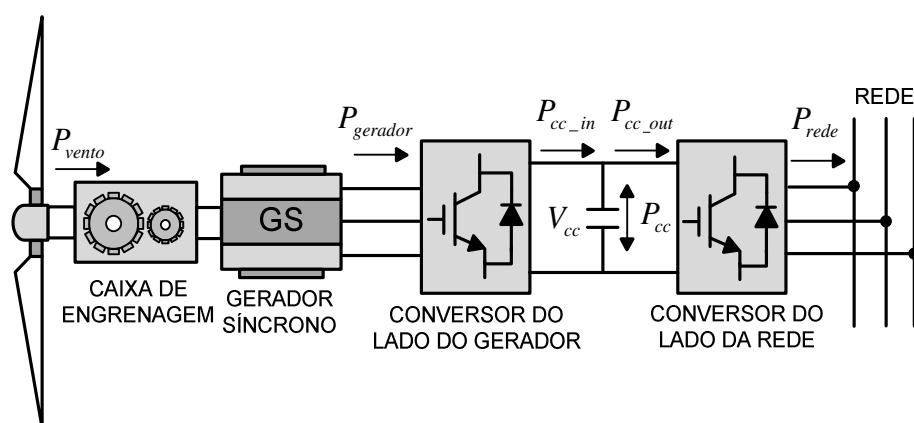 REDE
P_vento
P_gerador
P_cc_in
P_cc_out
P_rede
GS
V_cc
P_cc
CAIXA DE
ENGRENAGEM
GERADOR
SÍNCRONO
CONVERSOR DO
LADO DO GERADOR
CONVERSOR DO
LADO DA REDE